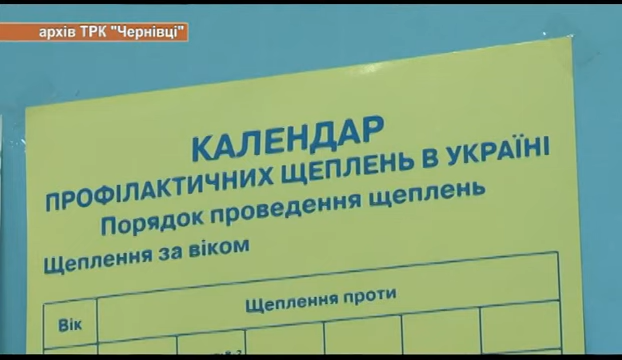 архів ТРК "Чернівці"
КАЛЕНДАР
ПРОФІЛАКТИЧНИХ ЩЕПЛЕНЬ В УКРАЇНІ
Порядок проведення щеплень
Щеплення за віком
Вік
Щеплення проти